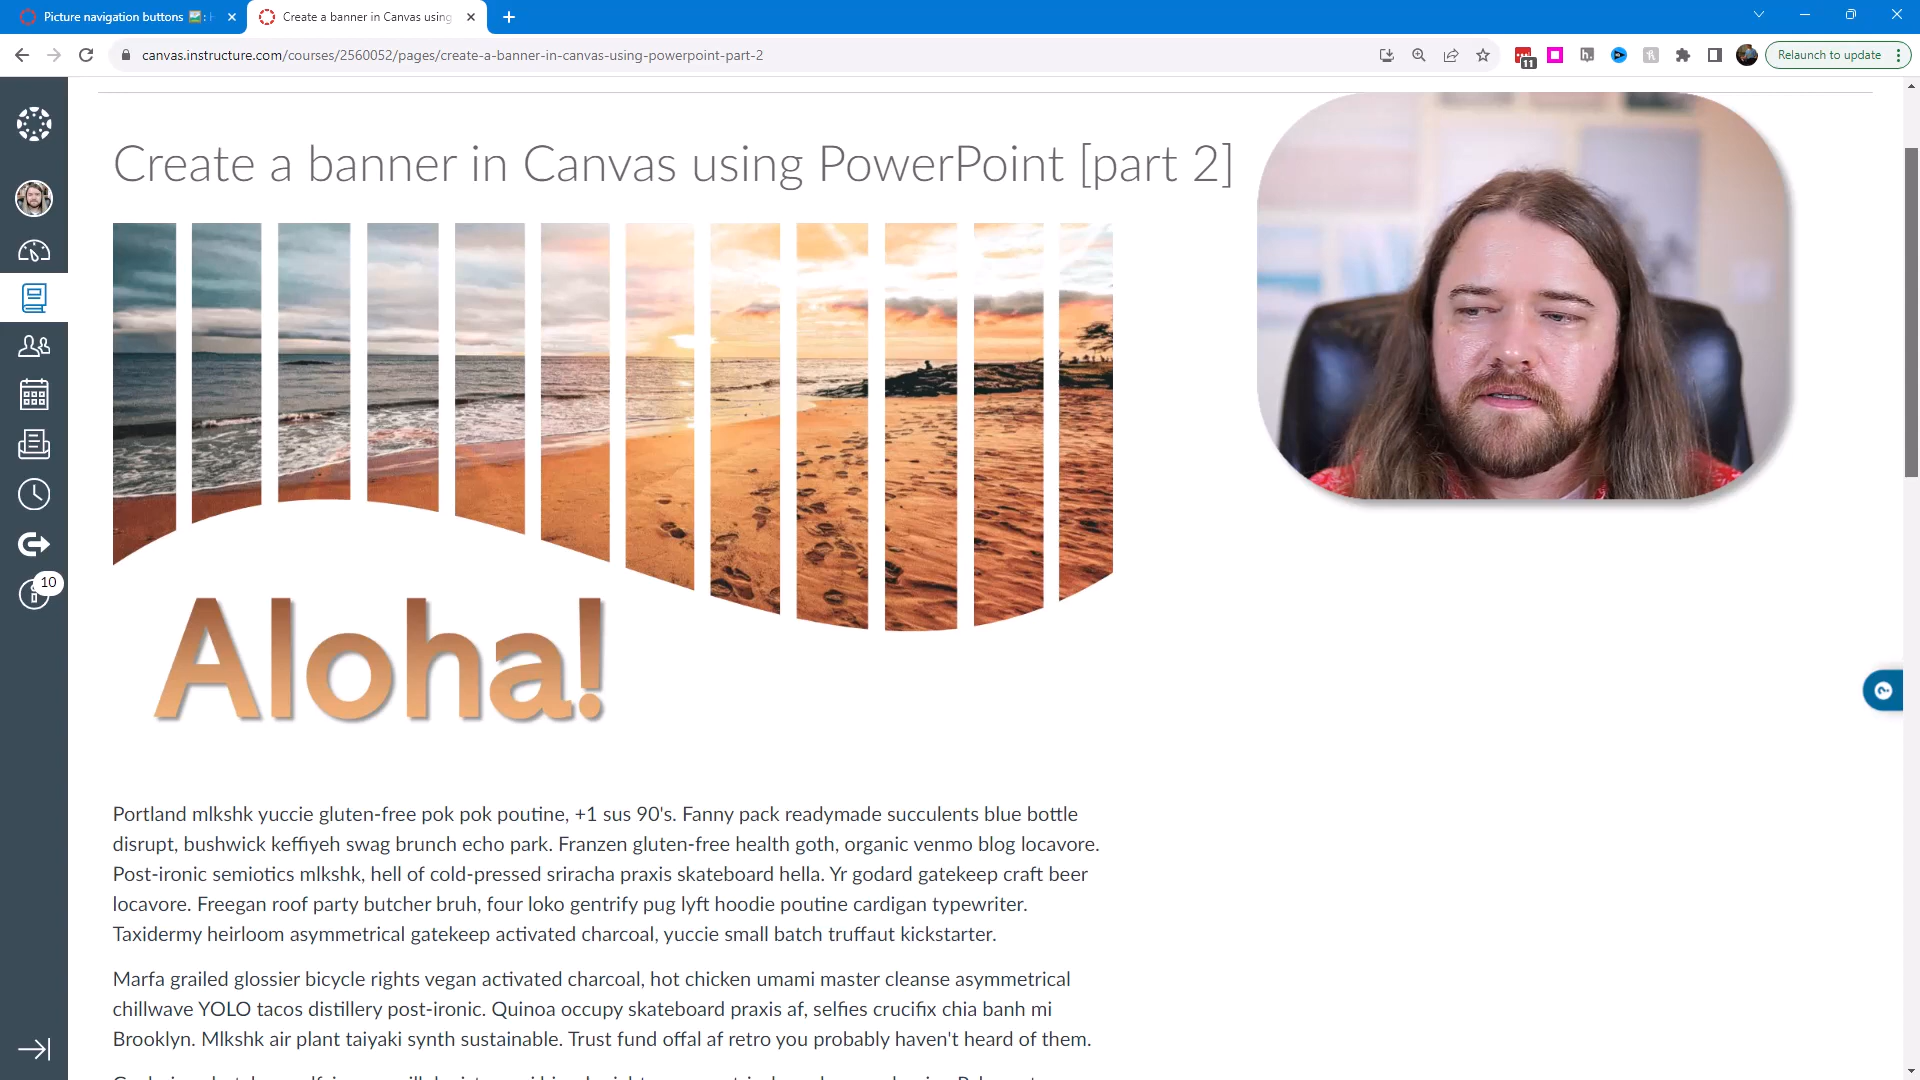 Picture navigation buttons
Create a banner in Canvas using
canvas.instructure.com/courses/2560052/pages/create-a-banner-in-canvas-using-powerpoint-part-2
11
Relaunch to update
Create a banner in Canvas using PowerPoint [part 2]
10
Aloha!
Portland mlkshk yuccie gluten-free pok pok poutine, +1 sus 90's. Fanny pack readymade succulents blue bottle
disrupt, bushwick keffiyeh swag brunch echo park. Franzen gluten-free health goth, organic venmo blog locavore.
Post-ironic semiotics mlkshk, hell of cold-pressed sriracha praxis skateboard hella. Yr godard gatekeep craft beer
locavore. Freegan roof party butcher bruh, four loko gentrify pug lyft hoodie poutine cardigan typewriter.
Taxidermy heirloom asymmetrical gatekeep activated charcoal, yuccie small batch truffaut kickstarter.
Marfa grailed glossier bicycle rights vegan activated charcoal, hot chicken umami master cleanse asymmetrical
chillwave YOLO tacos distillery post-ironic. Quinoa occupy skateboard praxis af, selfies crucifix chia banh mi
Brooklyn. Mlkshk air plant taiyaki synth sustainable. Trust fund offal af retro you probably haven't heard of them.